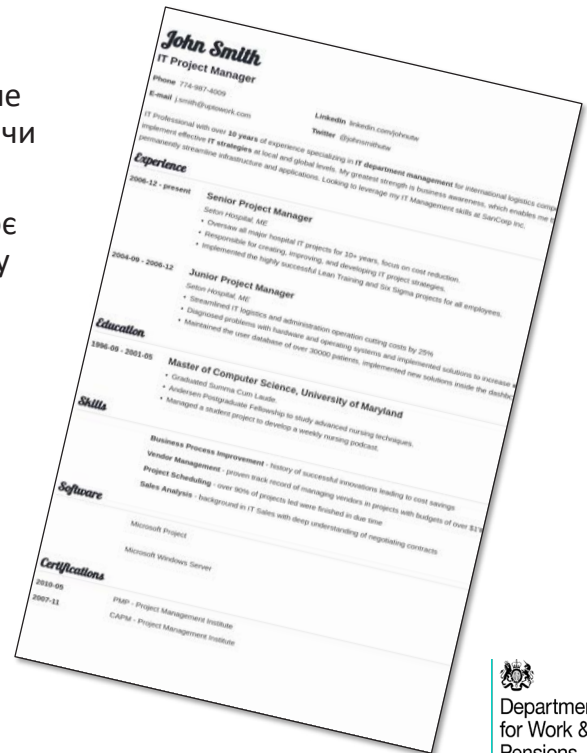 ле
чи
ює
у
John Smith
IT Project Manager
Phone 774-987-4009
E-mail j.smith@uptowork.com
LinkedIn linkedin.com/johnutw
Twitter @johnsmithutw
IT Professional with over 10 years of experience specializing in IT department management for international logistics comp
implement effective IT strategies at local and global levels. My greatest strength is business awareness, which enables me t
permanently streamline infrastructure and applications. Looking to leverage my IT Management skills at SanCorp Inc.
Experience
2006-12 - present
Senior Project Manager
Seton Hospital, ME
• Oversaw all major hospital IT projects for 10+ years, focus on cost reduction.
• Responsible for creating, improving, and developing IT project strategies.
• Implemented the highly successful Lean Training and Six Sigma projects for all employees.
2004-09 - 2006-12
Junior Project Manager
Seton Hospital, ME
• Streamlined IT logistics and administration operation cutting costs by 25%
• Diagnosed problems with hardware and operating systems and implemented solutions to increase
• Maintained the user database of over 30000 patients, implemented new solutions inside the dashbo
Education
1996-09 - 2001-05
Master of Computer Science, University of Maryland
• Graduated Summa Cum Laude.
• Andersen Postgraduate Fellowship to study advanced nursing techniques.
• Managed a student project to develop a weekly nursing podcast.
Skills
Business Process Improvement - history of successful innovations leading to cost savings
Vendor Management - proven track record of managing vendors in projects with budgets of over $1
Project Scheduling - over 90% of projects led were finished in due time
Sales Analysis - background in IT Sales with deep understanding of negotiating contracts
Software
Microsoft Project
Microsoft Windows Server
Certifications
2010-05
PMP - Project Management Institute
2007-11
CAPM - Project Management Institute
Departmen
for Work &
Pensions